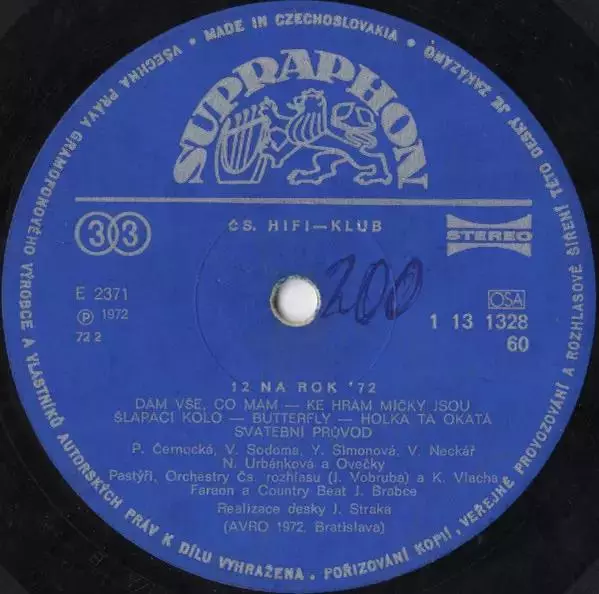 VŠECHNA PRÁVA GRAMOFONOVÉHO VÝROBCE A VLASTNÍKŮ AUTORSKÝCH PRÁV K DÍLU VYHRAŽENA • POŘIZOVÁNÍ KOPIÍ, VEŘEJNÉ PROVOZOVÁNÍ A ROZHLASOVÉ ŠÍŘENÍ TÉTO DESKY JE ZAKÁZÁNO •
MADE IN CZECHOSLOVAKIA •
SUPRAPHON
33
ČS. HIFI–KLUB
STEREO
E 2371
200
OSA
℗ 1972
1 13 1328
72 2
60
12 NA ROK '72
DÁM VŠE, CO MÁM — KE HRÁM MÍČKY JSOU
ŠLAPACÍ KOLO — BUTTERFLY — HOLKA TA OKATÁ
SVATEBNÍ PRŮVOD
P. Černocká, V. Sodoma, Y. Simonová, V. Neckář
N. Urbánková a Ovečky
Pastýři, Orchestry Čs. rozhlasu (J. Vobruba) a K. Vlacha
Faraon a Country Beat J. Brabce
Realizace desky J. Straka
(AVRO 1972, Bratislava)